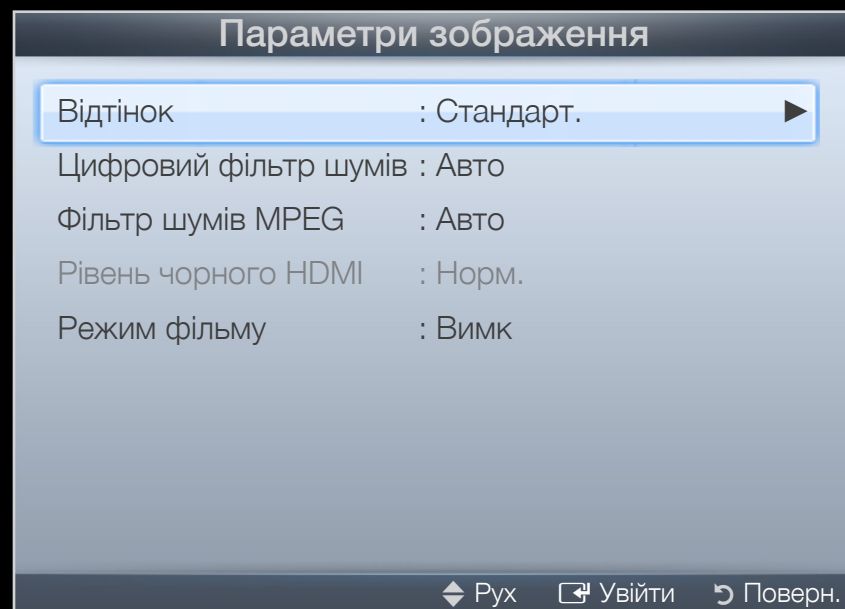 Параметри зображення
Відтінок : Стандарт. ►
Цифровий фільтр шумів : Авто
Фільтр шумів MPEG : Авто
Рівень чорного HDMI : Норм.
Режим фільму : Вимк
Рух Увійти Поверн.